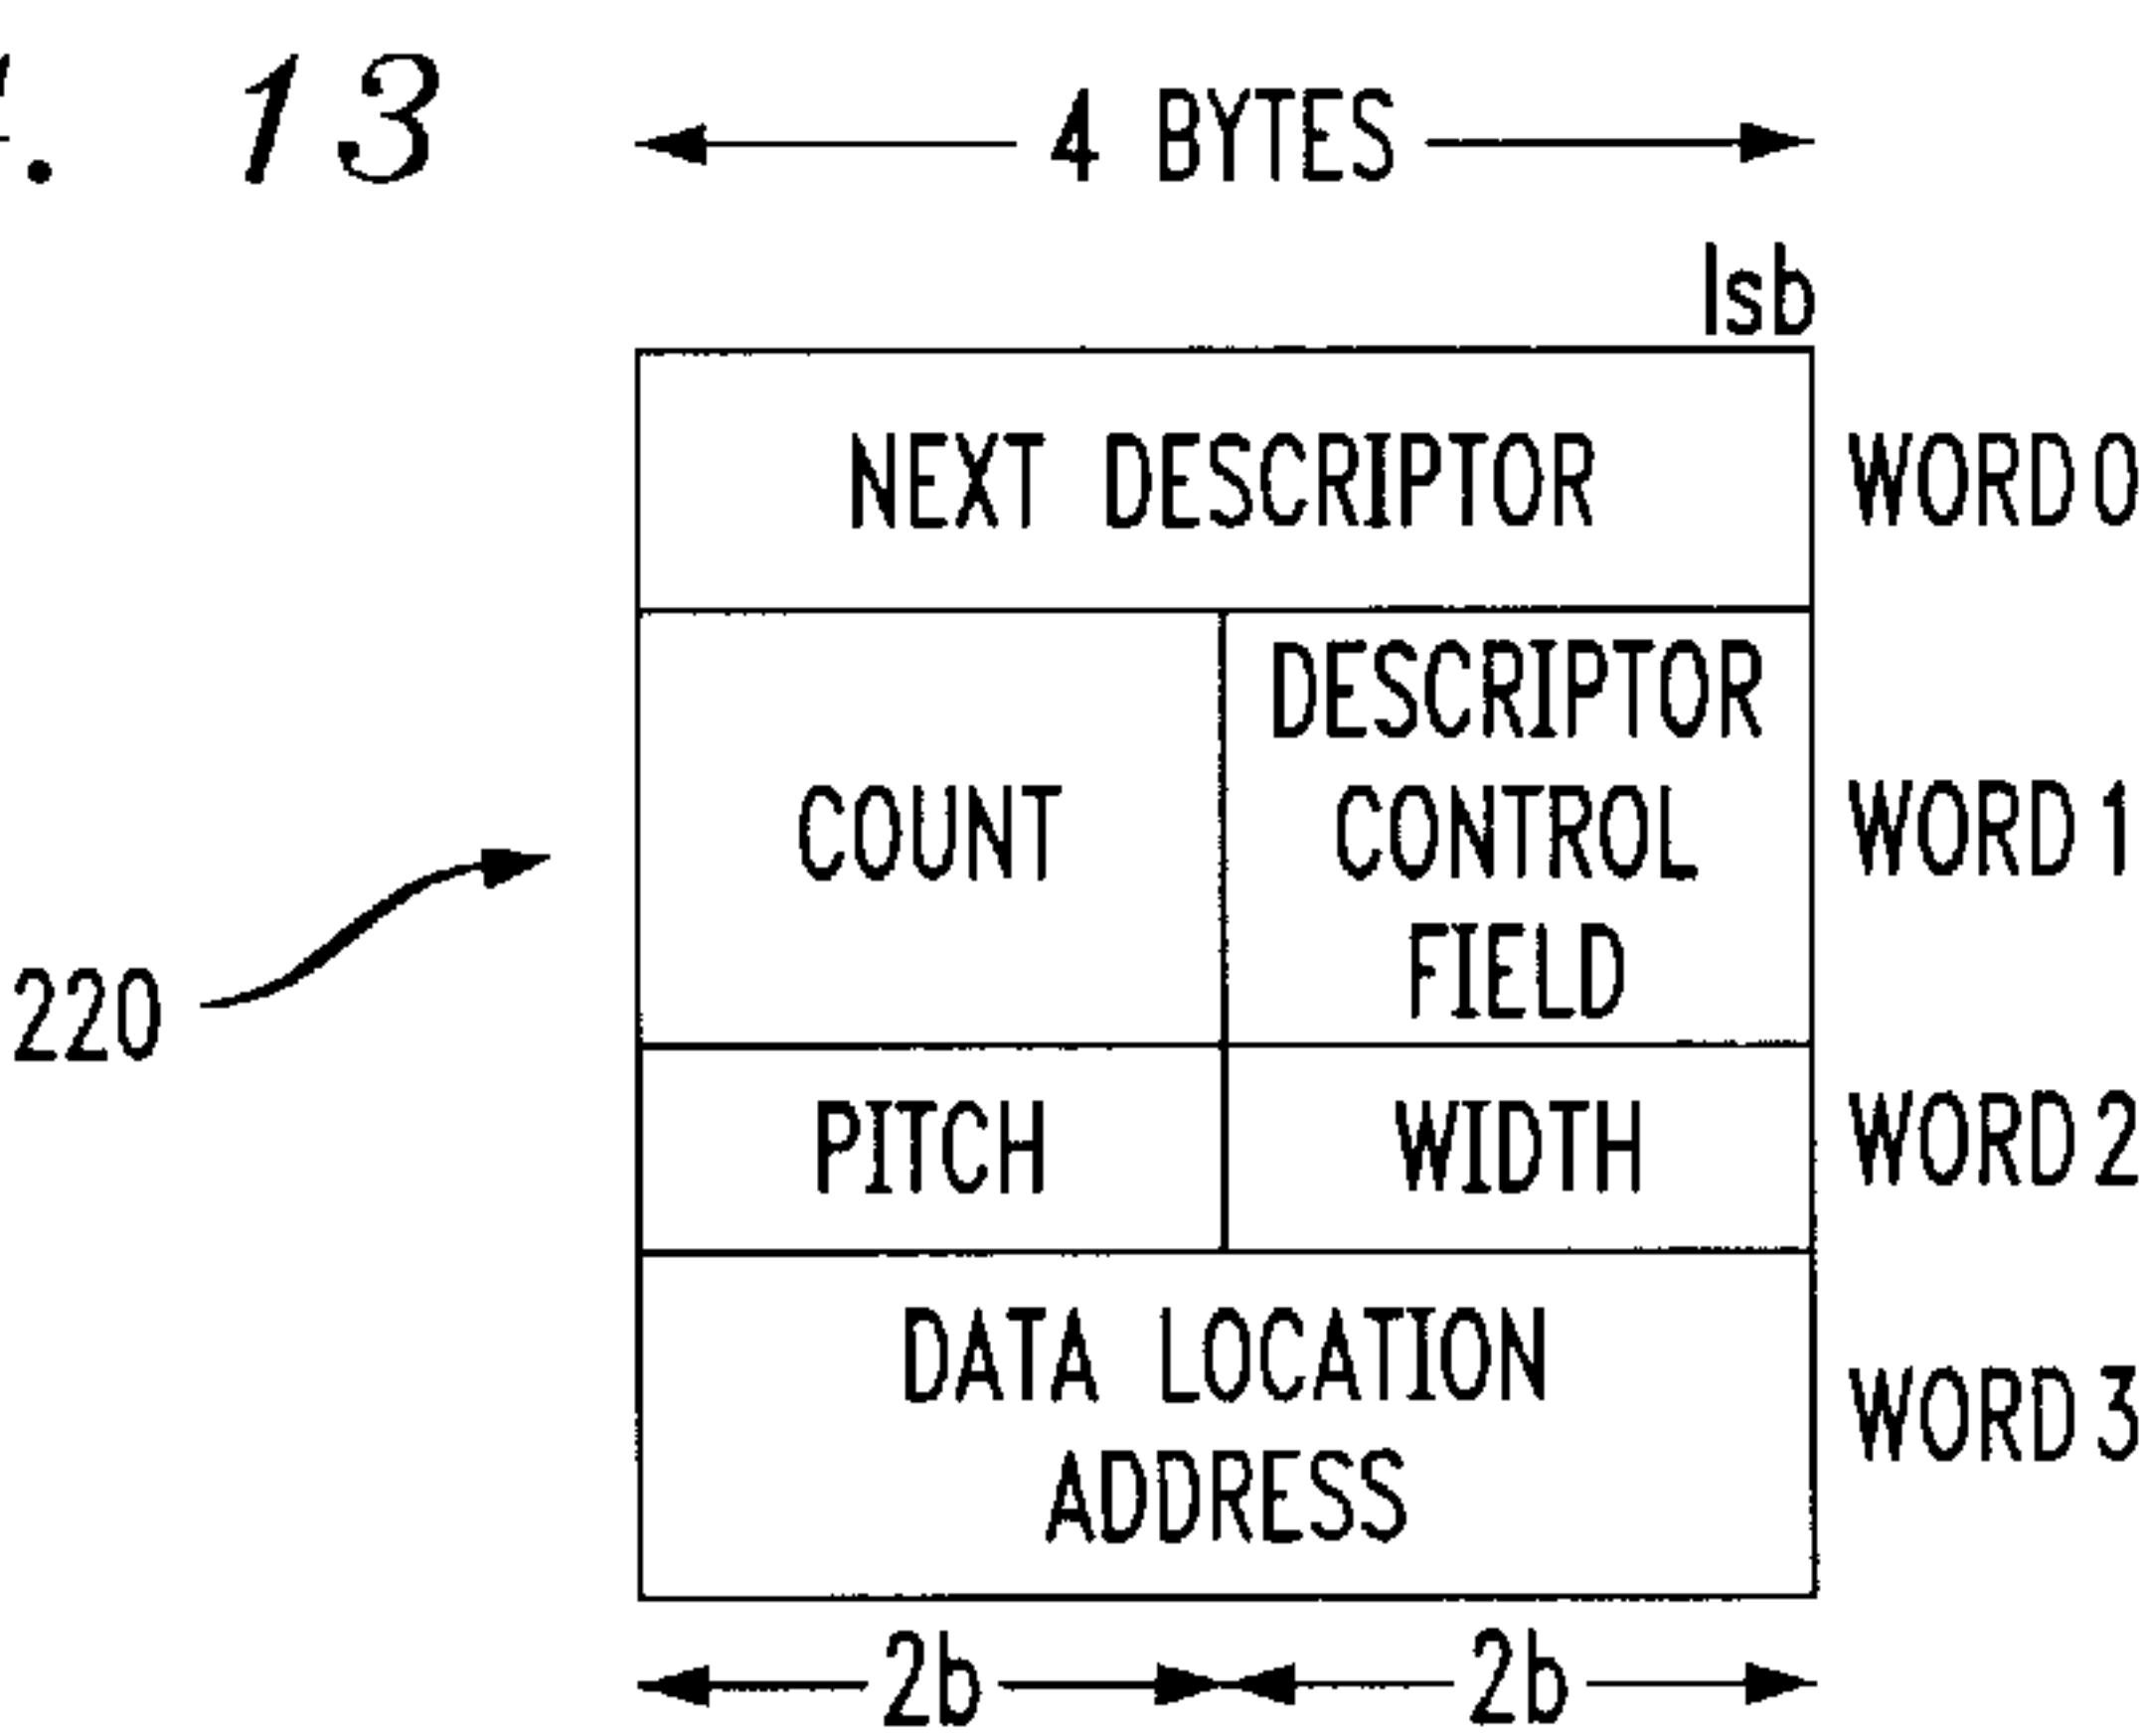 . 13
4 BYTES
lsb
NEXT DESCRIPTOR WORD 0
DESCRIPTOR
COUNT CONTROL WORD 1
FIELD
220
PITCH WIDTH WORD 2
DATA LOCATION
ADDRESS WORD 3
2b 2b